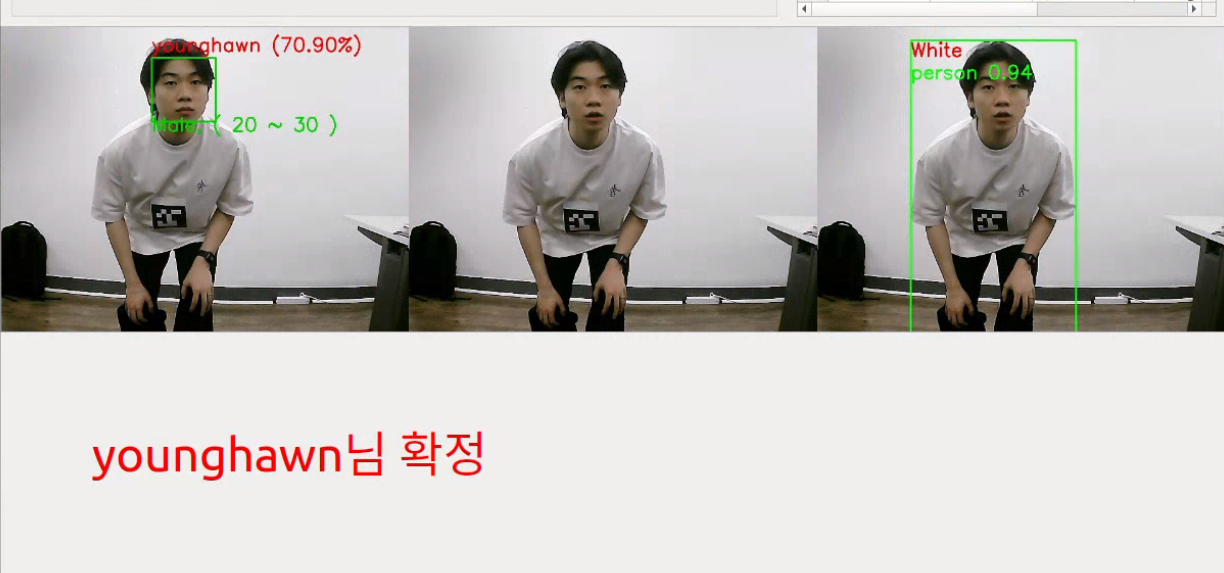 younghawn (70.90%)
Male: ( 20 ~ 30 )
White
person 0.94
younghawn님 확정